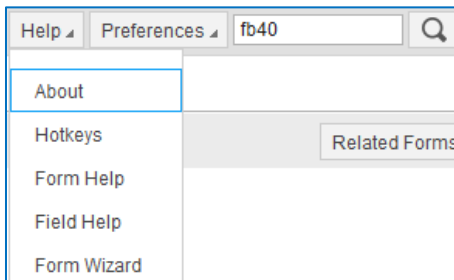 Help Preferences fb40
About
Hotkeys
Related Forms
Form Help
Field Help
Form Wizard